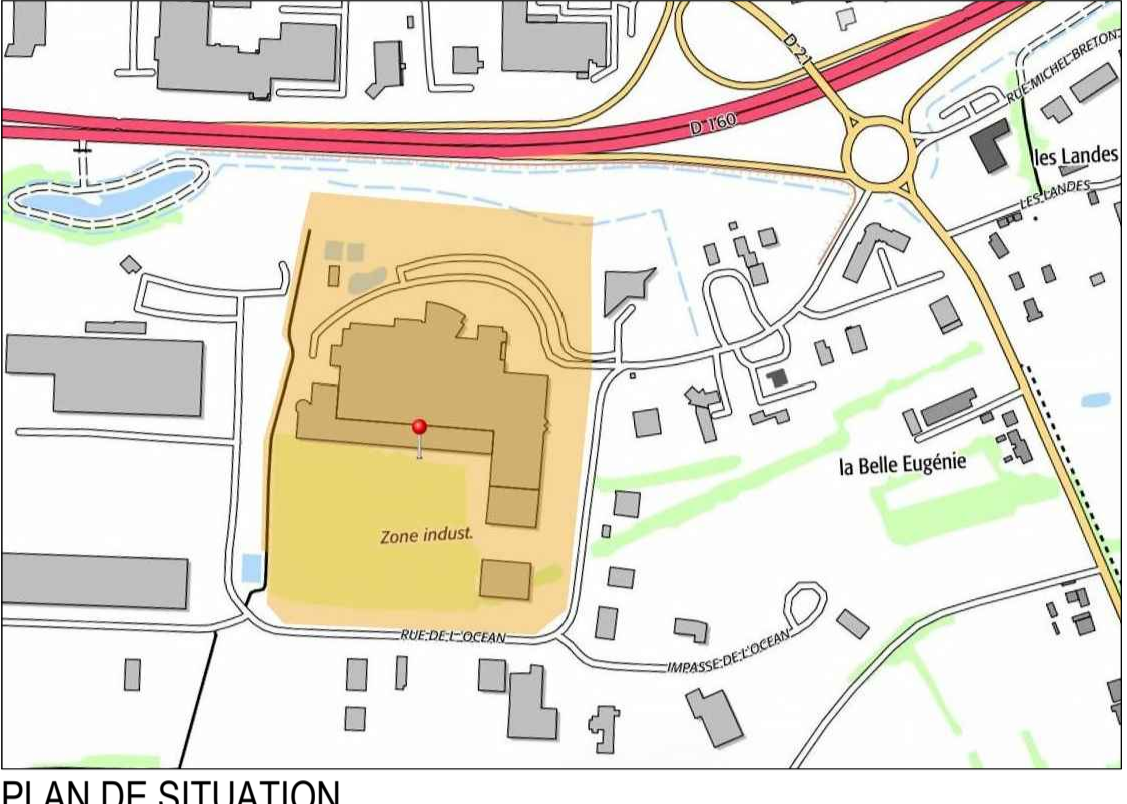 D 21
RUE MICHEL BRETON
D 160
les Landes
LES LANDES
la Belle Eugénie
Zone indust.
RUE DE L'OCEAN
IMPASSE DE L'OCEAN
PLAN DE SITUATION